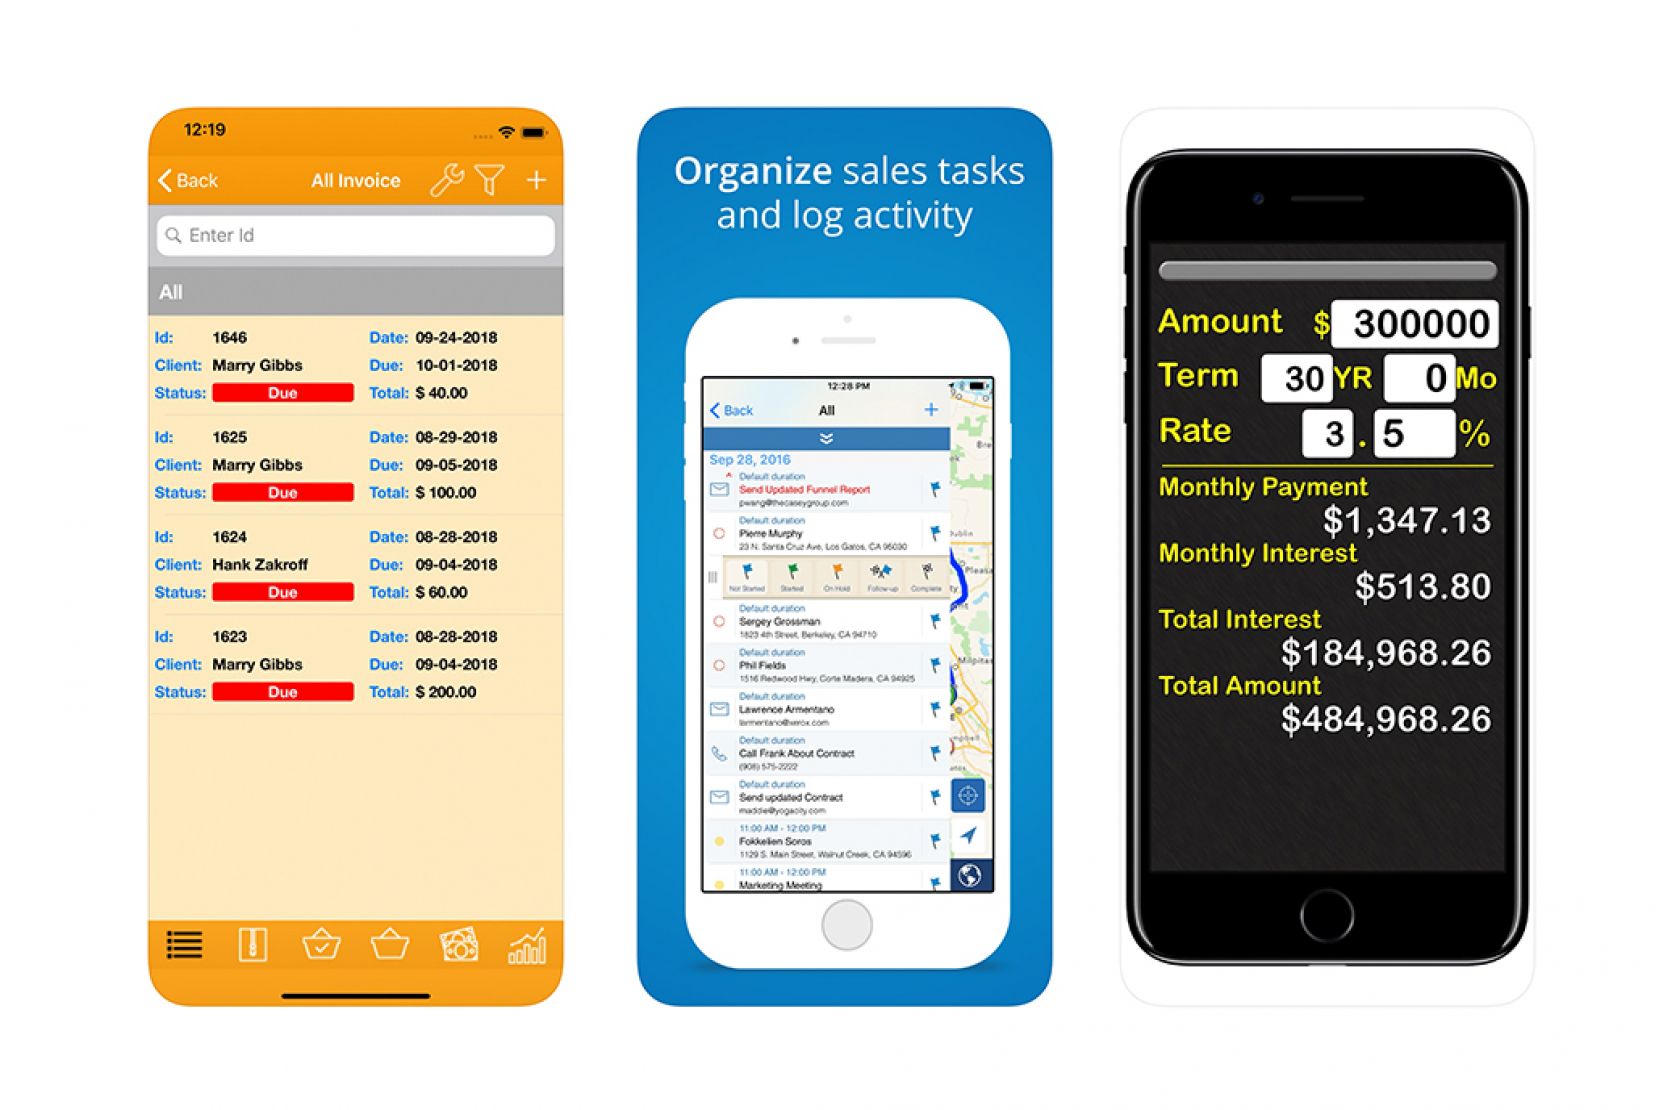 12:19
Back All Invoice +
Enter Id
All
Id: 1646 Date: 09-24-2018
Client: Marry Gibbs Due: 10-01-2018
Status: Due Total: $ 40.00
Id: 1625 Date: 08-29-2018
Client: Marry Gibbs Due: 09-05-2018
Status: Due Total: $ 100.00
Id: 1624 Date: 08-28-2018
Client: Hank Zakroff Due: 09-04-2018
Status: Due Total: $ 60.00
Id: 1623 Date: 08-28-2018
Client: Marry Gibbs Due: 09-04-2018
Status: Due Total: $ 200.00
Organize sales tasks
and log activity
12:28 PM
Back All +
Sep 28, 2016
Default duration
Send Updated Funnel Report
pwang@thecaseygroup.com
Default duration
Pierre Murphy
23 N. Santa Cruz Ave, Los Gatos, CA 95030
Not Started Started On Hold Follow-up Complete
Default duration
Sergey Grossman
1823 4th Street, Berkeley, CA 94710
Default duration
Phil Fields
1516 Redwood Hwy, Corte Madera, CA 94925
Default duration
Lawrence Armentano
larmentano@xerox.com
Default duration
Call Frank About Contract
(908) 575-2222
Default duration
Send updated Contract
maddie@yogacity.com
11:00 AM - 12:00 PM
Fokkelien Soros
1129 S. Main Street, Walnut Creek, CA 94596
11:00 AM - 12:00 PM
Marketing Meeting
Amount $ 300000
Term 30 YR 0 Mo
Rate 3 . 5 %
Monthly Payment
$1,347.13
Monthly Interest
$513.80
Total Interest
$184,968.26
Total Amount
$484,968.26